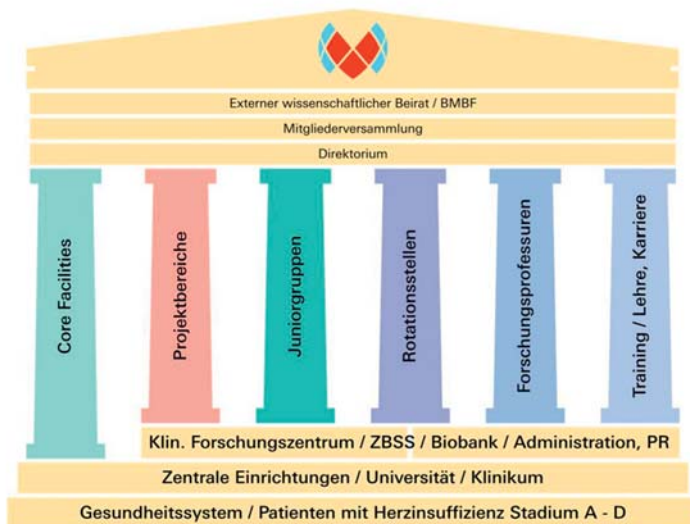 Externer wissenschaftlicher Beirat / BMBF
Mitgliederversammlung
Direktorium
Core Facilities
Projektbereiche
Juniorgruppen
Rotationsstellen
Forschungsprofessuren
Training / Lehre, Karriere
Klin. Forschungszentrum / ZBSS / Biobank / Administration, PR
Zentrale Einrichtungen / Universität / Klinikum
Gesundheitssystem / Patienten mit Herzinsuffizienz Stadium A - D